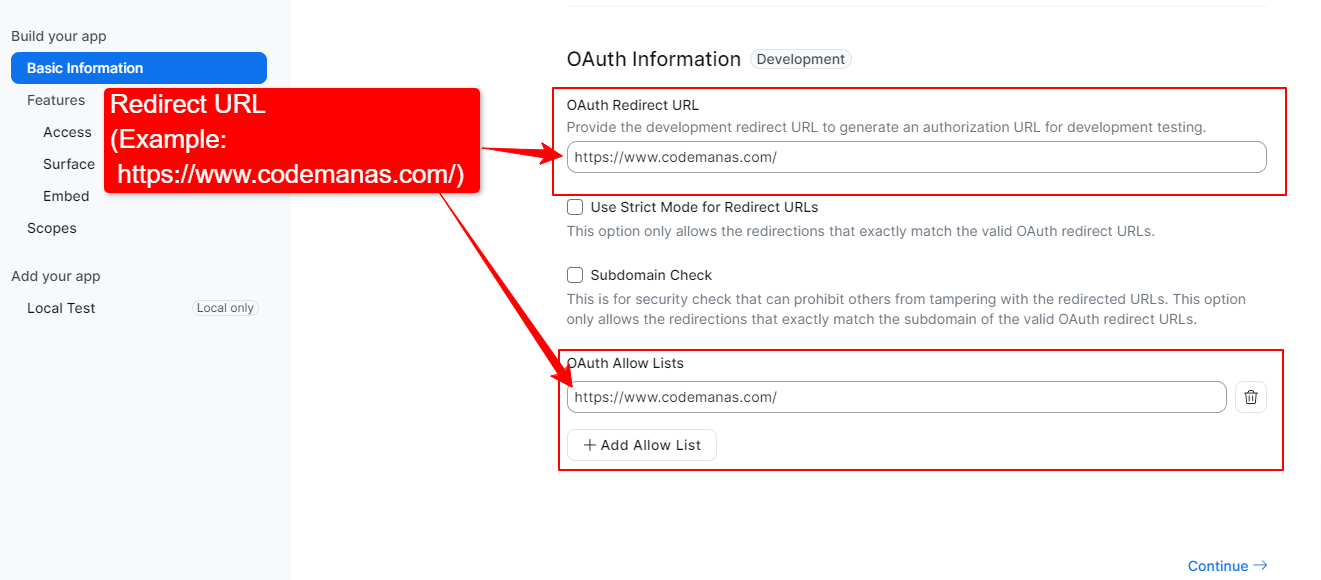 Build your app
Basic Information
Features
Access
Surface
Embed
Scopes
Add your app
Local Test
Local only
Redirect URL
(Example:
https://www.codemanas.com/)
OAuth Information
Development
OAuth Redirect URL
Provide the development redirect URL to generate an authorization URL for development testing.
https://www.codemanas.com/
Use Strict Mode for Redirect URLs
This option only allows the redirections that exactly match the valid OAuth redirect URLs.
Subdomain Check
This is for security check that can prohibit others from tampering with the redirected URLs. This option
only allows the redirections that exactly match the subdomain of the valid OAuth redirect URLs.
OAuth Allow Lists
https://www.codemanas.com/
+ Add Allow List
Continue →